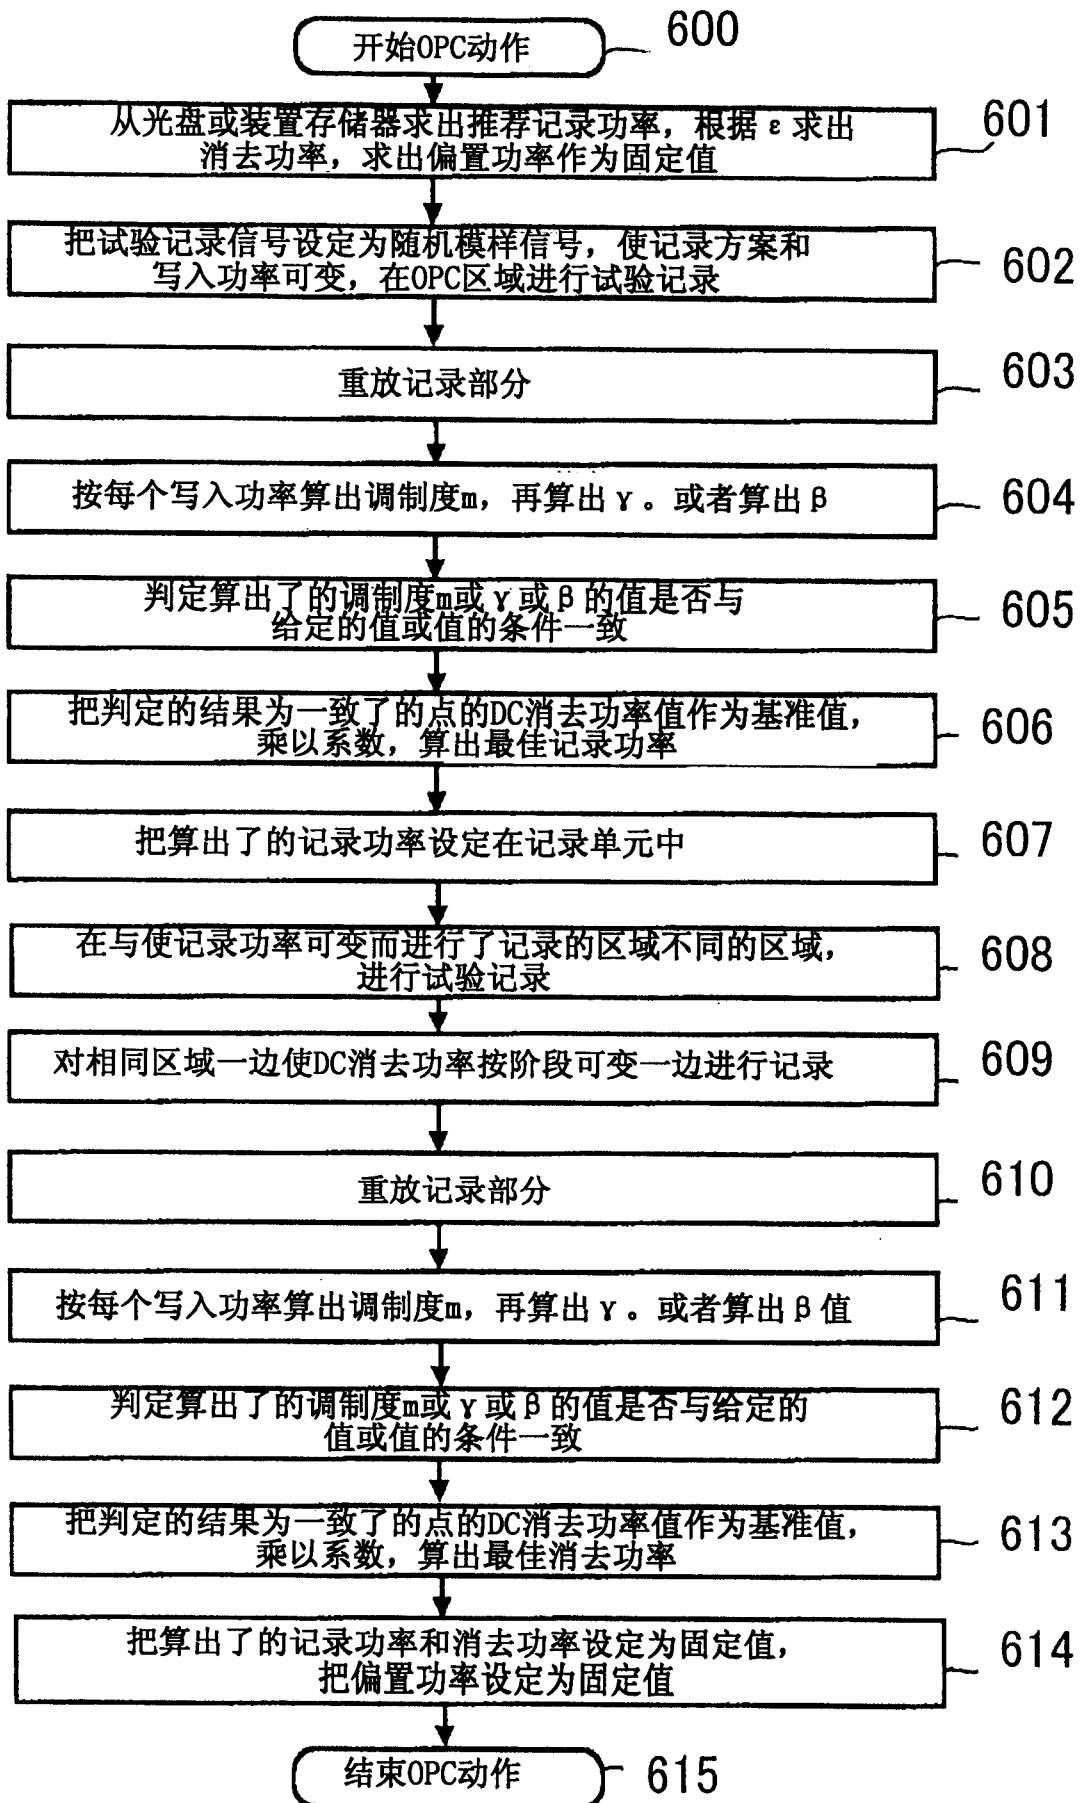 开始OPC动作
600
从光盘或装置存储器求出推荐记录功率，根据ε求出
消去功率，求出偏置功率作为固定值
601
把试验记录信号设定为随机模样信号，使记录方案和
写入功率可变，在OPC区域进行试验记录
602
重放记录部分
603
按每个写入功率算出调制度m，再算出γ。或者算出β
604
判定算出了的调制度m或γ或β的值是否与
给定的值或值的条件一致
605
把判定的结果为一致了的点的DC消去功率值作为基准值，
乘以系数，算出最佳记录功率
606
把算出了的记录功率设定在记录单元中
607
在与使记录功率可变而进行了记录的区域不同的区域，
进行试验记录
608
对相同区域一边使DC消去功率按阶段可变一边进行记录
609
重放记录部分
610
按每个写入功率算出调制度m，再算出γ。或者算出β值
611
判定算出了的调制度m或γ或β的值是否与给定的
值或值的条件一致
612
把判定的结果为一致了的点的DC消去功率值作为基准值，
乘以系数，算出最佳消去功率
613
把算出了的记录功率和消去功率设定为固定值，
把偏置功率设定为固定值
614
结束OPC动作
615